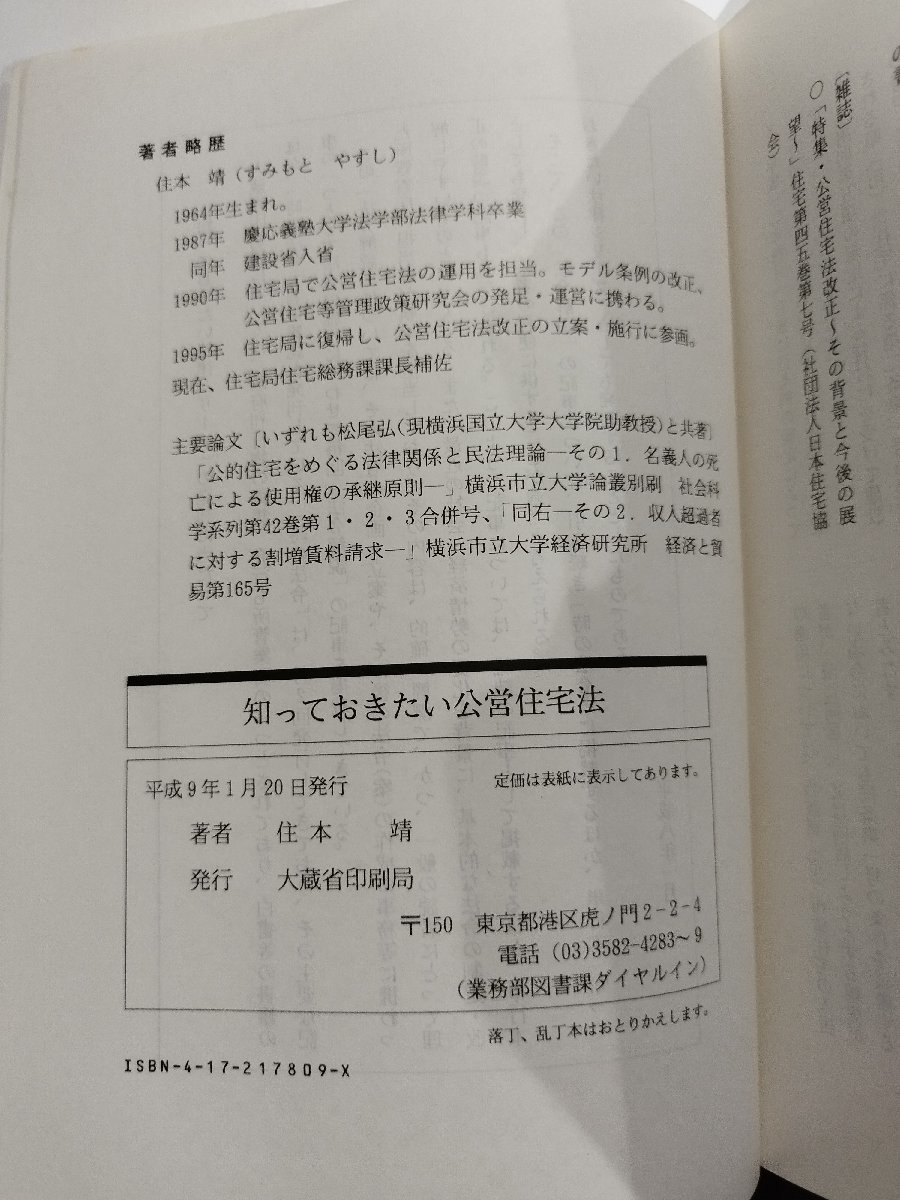 著者略歴
住本 靖(すみもと やすし)
1964年生まれ。
1987年 慶応義塾大学法学部法律学科卒業
同年 建設省入省
1990年 住宅局で公営住宅法の運用を担当。モデル条例の改正、
公営住宅等管理政策研究会の発足・運営に携わる。
1995年 住宅局に復帰し、公営住宅法改正の立案・施行に参画。
現在、住宅局住宅総務課課長補佐
主要論文[いずれも松尾弘(現横浜国立大学大学院助教授)と共著]
「公的住宅をめぐる法律関係と民法理論―その1.名義人の死
亡による使用権の承継原則―」横浜市立大学論叢別刷 社会科
学系列第42巻第1・2・3合併号、「同右―その2.収入超過者
に対する割増賃料請求―」横浜市立大学経済研究所 経済と貿
易第165号
知っておきたい公営住宅法
平成9年1月20日発行
定価は表紙に表示してあります。
著者 住本 靖
発行 大蔵省印刷局
〒150 東京都港区虎ノ門2-2-4
電話 (03)3582-4283~9
(業務部図書課ダイヤルイン)
落丁、乱丁本はおとりかえします。
ISBN-4-17-217809-X
〔雑誌〕
○「特集・公営住宅法改正~その背景と今後の展
望~」住宅第四五巻第七号(社団法人日本住宅協
会)